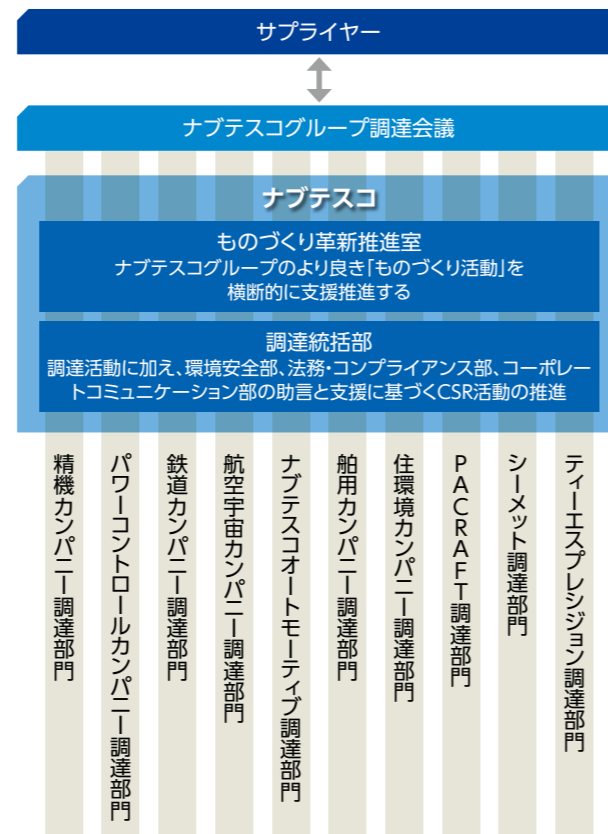 サプライヤー
ナブテスコグループ調達会議
ナブテスコ
ものづくり革新推進室
ナブテスコグループのより良き「ものづくり活動」を
横断的に支援推進する
調達統括部
調達活動に加え、環境安全部、法務・コンプライアンス部、コーポレー
トコミュニケーション部の助言と支援に基づくCSR活動の推進
精機カンパニー調達部門
パワーコントロールカンパニー調達部門
鉄道カンパニー調達部門
航空宇宙カンパニー調達部門
ナブテスコオートモーティブ調達部門
舶用カンパニー調達部門
住環境カンパニー調達部門
PACRAFT調達部門
シーメット調達部門
ティーエスプレシジョン調達部門